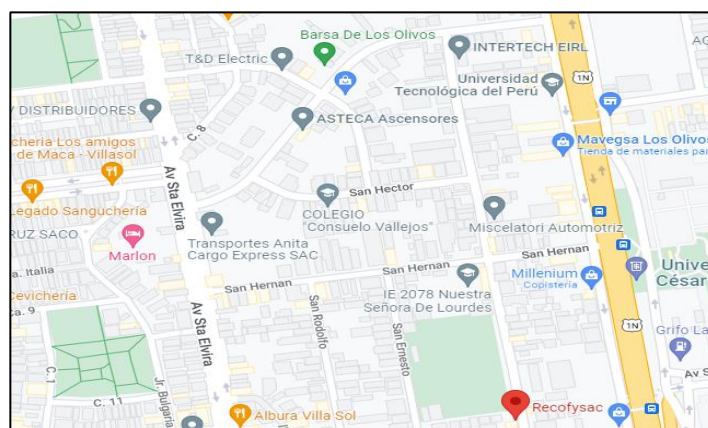 Barsa De Los Olivos
T&D Electric
INTERTECH EIRL
Universidad
Tecnológica del Perú
1N
DISTRIBUIDORES
C. 8
ASTECA Ascensores
Mavegsa Los Olivos
Tienda de materiales par
cheria Los amigos
de Maca - Villasol
Av Sta Elvira
San Hector
COLEGIO
"Consuelo Vallejos"
Legado Sanguchería
RUZ SACO
Marlon
Transportes Anita
Cargo Express SAC
Miscelatori Automotriz
San Hernan
a. Italia
San Hernan
IE 2078 Nuestra
Señora De Lourdes
Millenium
Copistería
Unive
César
Cevichería
Ca. 9
Av Sta Elvira
San Rodolfo
San Ernesto
1N
Grifo La
Av S
C. 1
C. 11
Jr. Bulgaria
Albura Villa Sol
Recofysac